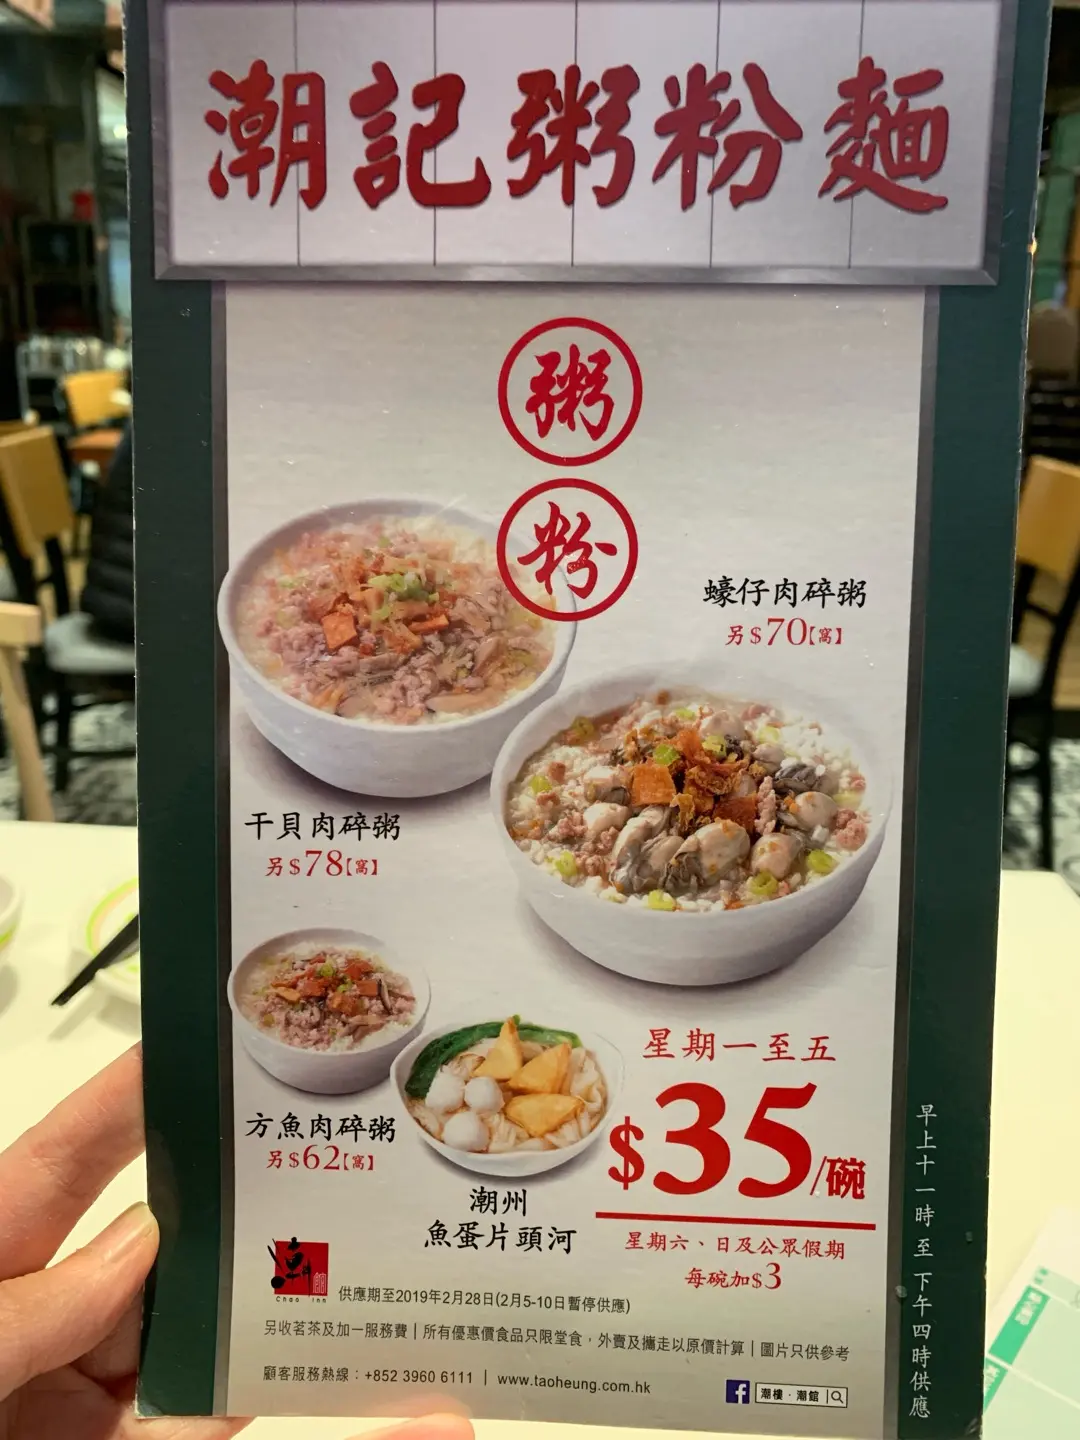 潮記粥粉麵
粥
粉
蠔仔肉碎粥
另$70【窩】
干貝肉碎粥
另$78【窩】
方魚肉碎粥
另$62【窩】
潮州
魚蛋片頭河
星期一至五
$35/碗
星期六、日及公眾假期
每碗加$3
早上十一時至下午四時供應
Chao Inn
供應期至2019年2月28日(2月5-10日暫停供應)
另收茗茶及加一服務費｜所有優惠價食品只限堂食，外賣及攜走以原價計算｜圖片只供參考
顧客服務熱線：+852 3960 6111｜www.taoheung.com.hk
f 潮樓·潮館